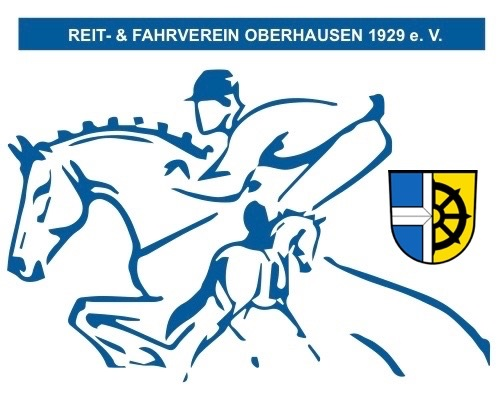 REIT- & FAHRVEREIN OBERHAUSEN 1929 e. V.